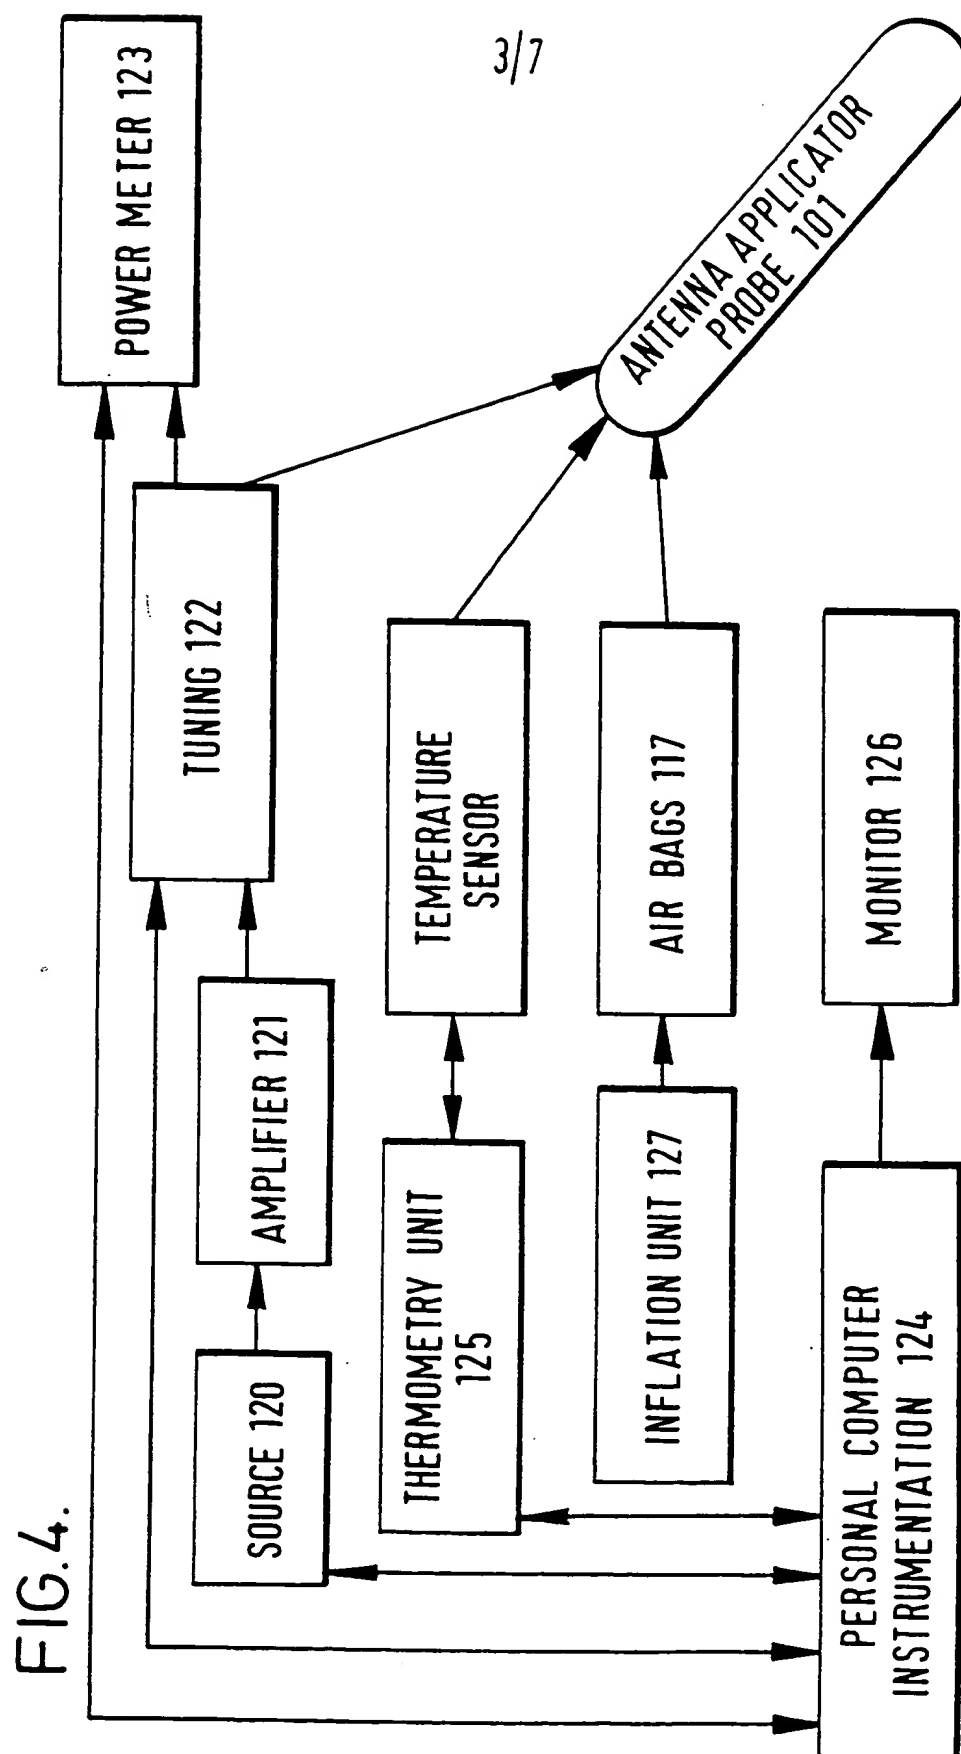 3/7
FIG.4.
POWER METER 123
TUNING 122
AMPLIFIER 121
SOURCE 120
ANTENNA APPLICATOR
PROBE 101
TEMPERATURE
SENSOR
THERMOMETRY UNIT
125
AIR BAGS 117
INFLATION UNIT 127
MONITOR 126
PERSONAL COMPUTER
INSTRUMENTATION 124